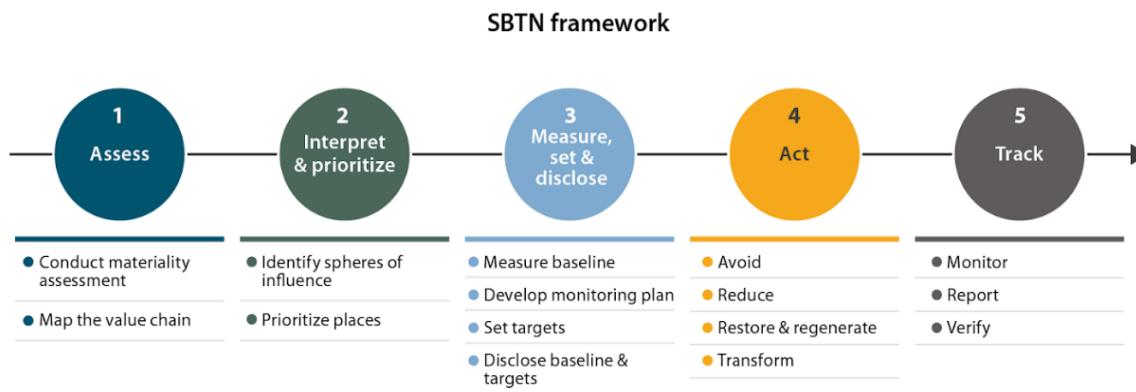 SBTN framework
1
Assess
2
Interpret
& prioritize
3
Measure,
set &
disclose
4
Act
5
Track
Conduct materiality
assessment
Map the value chain
Identify spheres of
influence
Prioritize places
Measure baseline
Develop monitoring plan
Set targets
Disclose baseline &
targets
Avoid
Reduce
Restore & regenerate
Transform
Monitor
Report
Verify